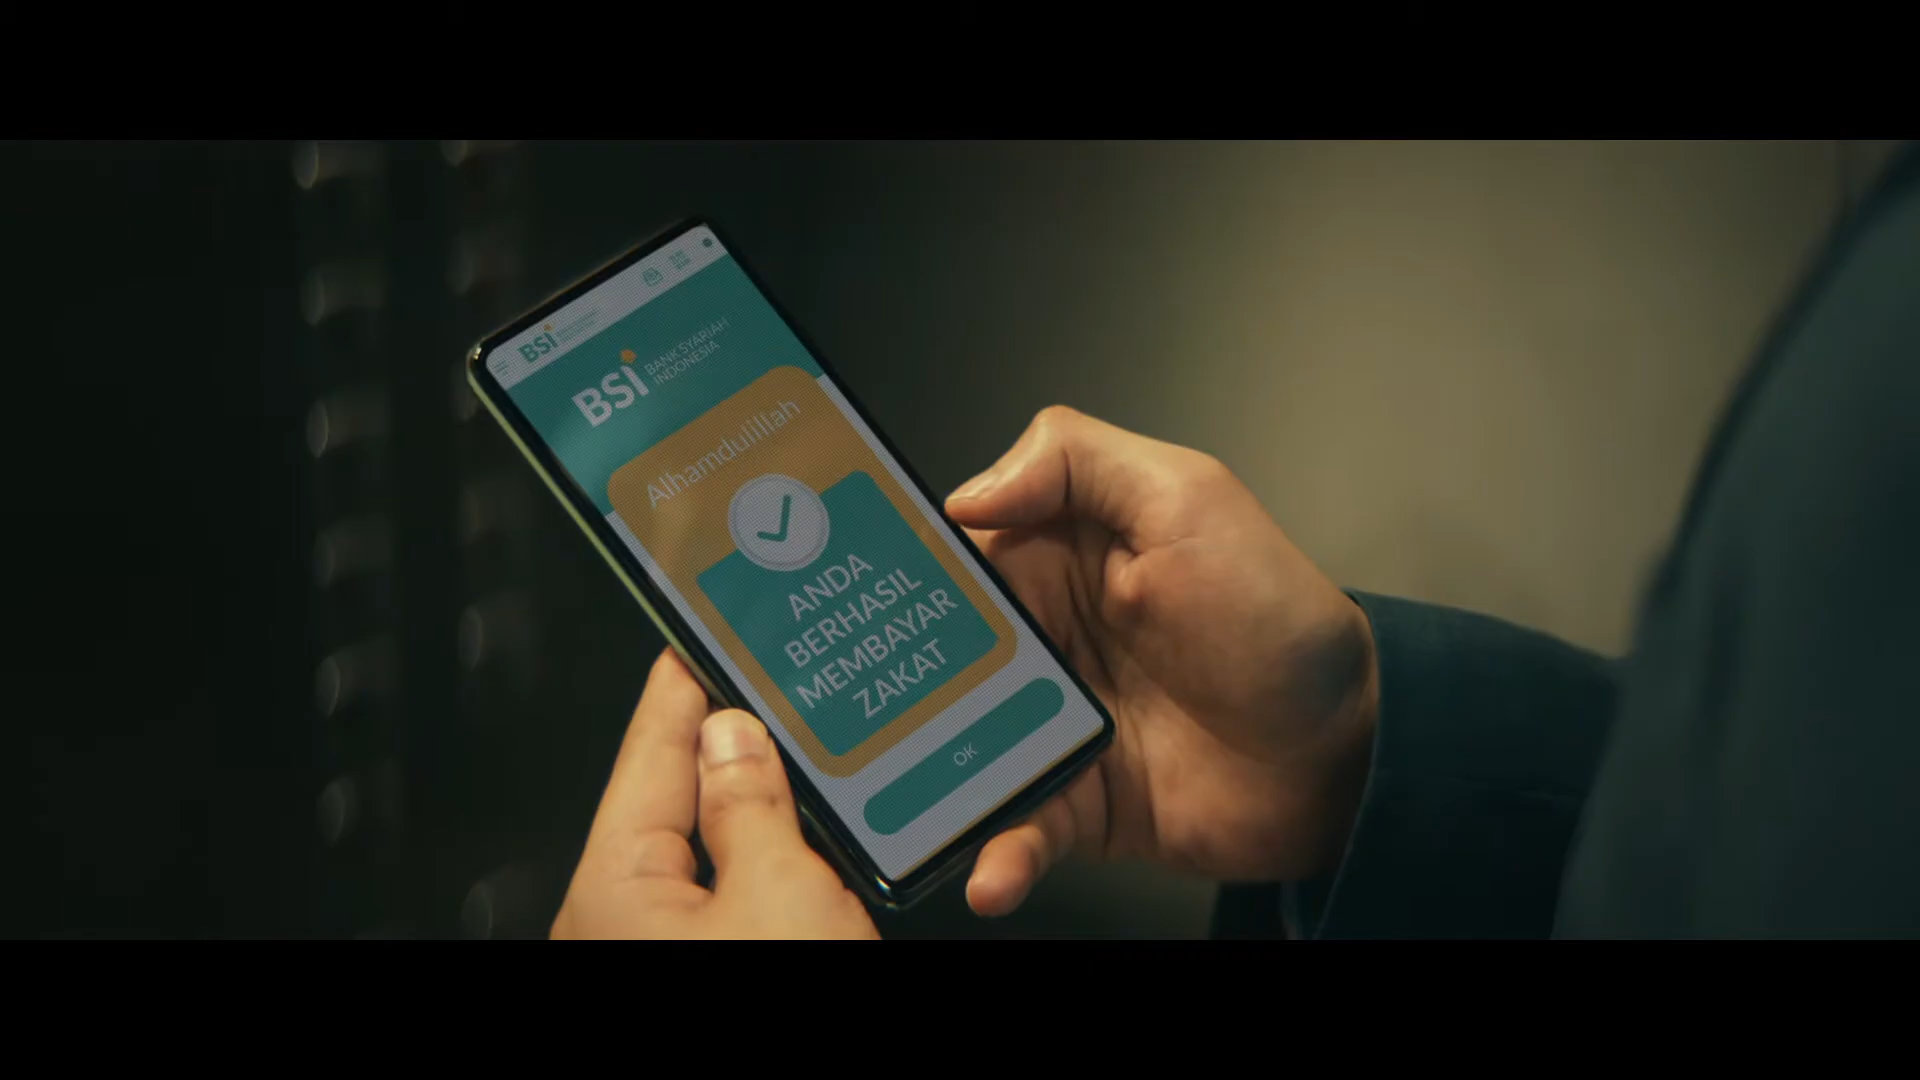 BSI
BSI BANK SYARIAH
INDONESIA
Alhamdulillah
ANDA
BERHASIL
MEMBAYAR
ZAKAT
OK